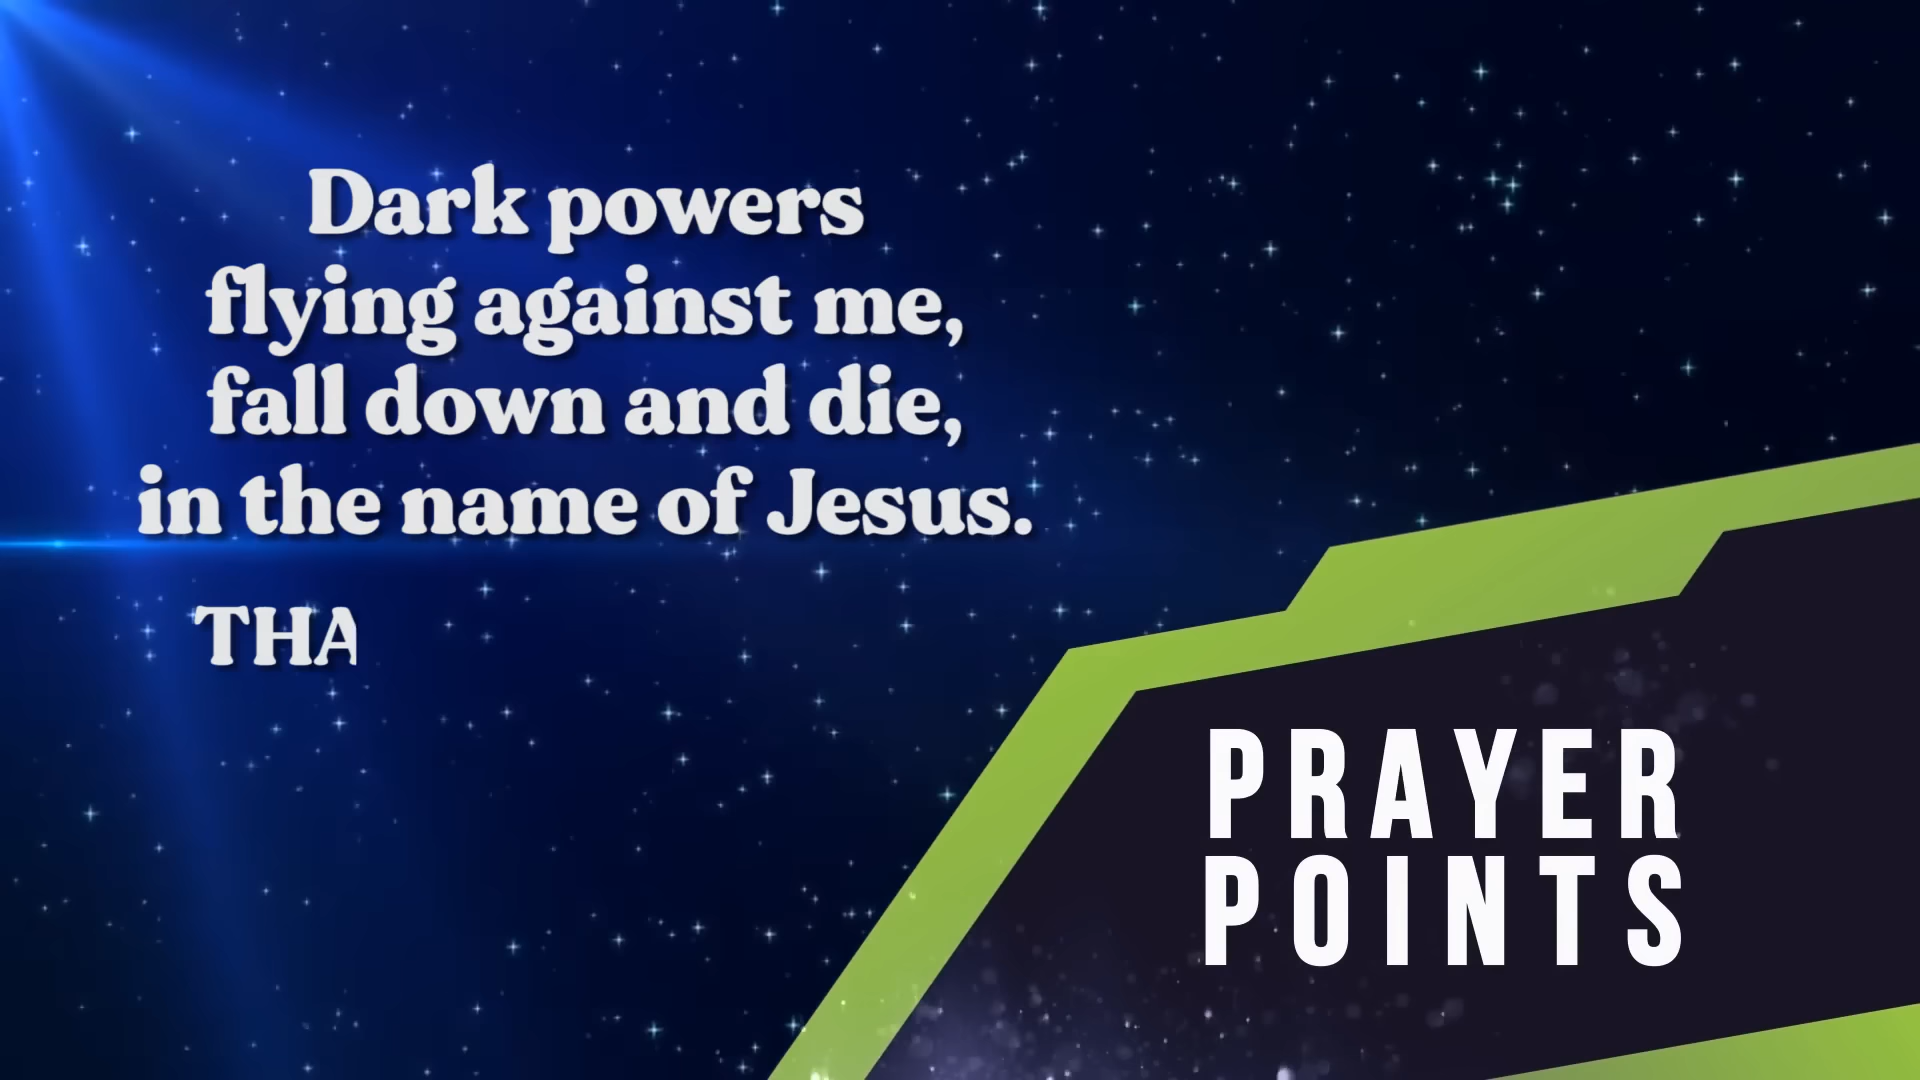 Dark powers
flying against me,
fall down and die,
in the name of Jesus.
THA
PRAYER
POINTS